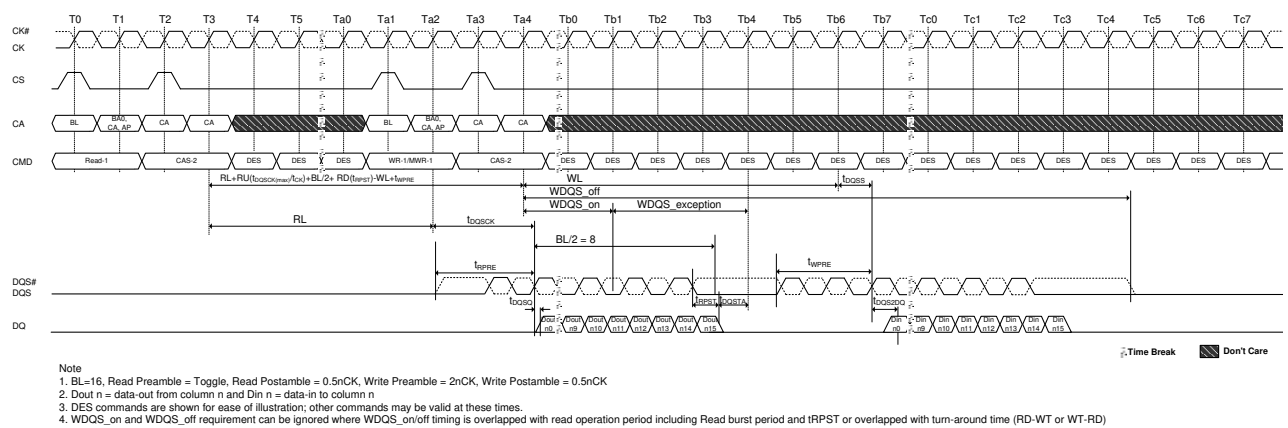 T0 T1 T2 T3 T4 T5 Ta0 Ta1 Ta2 Ta3 Ta4 Tb0 Tb1 Tb2 Tb3 Tb4 Tb5 Tb6 Tb7 Tc0 Tc1 Tc2 Tc3 Tc4 Tc5 Tc6 Tc7
CK#
CK
CS
CA BL BA0, CA, AP CA CA BL BA0, CA, AP CA CA
CMD Read-1 CAS-2 DES DES DES WR-1/MWR-1 CAS-2 DES DES DES DES DES DES DES DES DES DES DES DES DES DES DES DES
RL+RU(tDQSCK(max)/tCK)+BL/2+ RD(tRPST)-WL+tWPRE WL tDQSS
WDQS_off
WDQS_on WDQS_exception
RL tDQSCK
BL/2 = 8
tRPRE tWPRE
DQS#
DQS
tDQSQ tRPST tDQSTA tDQS2DQ
DQ Dout n0 Dout n9 Dout n10 Dout n11 Dout n12 Dout n13 Dout n14 Dout n15 Din n0 Din n9 Din n10 Din n11 Din n12 Din n13 Din n14 Din n15
Time Break Don't Care
Note
1. BL=16, Read Preamble = Toggle, Read Postamble = 0.5nCK, Write Preamble = 2nCK, Write Postamble = 0.5nCK
2. Dout n = data-out from column n and Din n = data-in to column n
3. DES commands are shown for ease of illustration; other commands may be valid at these times.
4. WDQS_on and WDQS_off requirement can be ignored where WDQS_on/off timing is overlapped with read operation period including Read burst period and tRPST or overlapped with turn-around time (RD-WT or WT-RD)